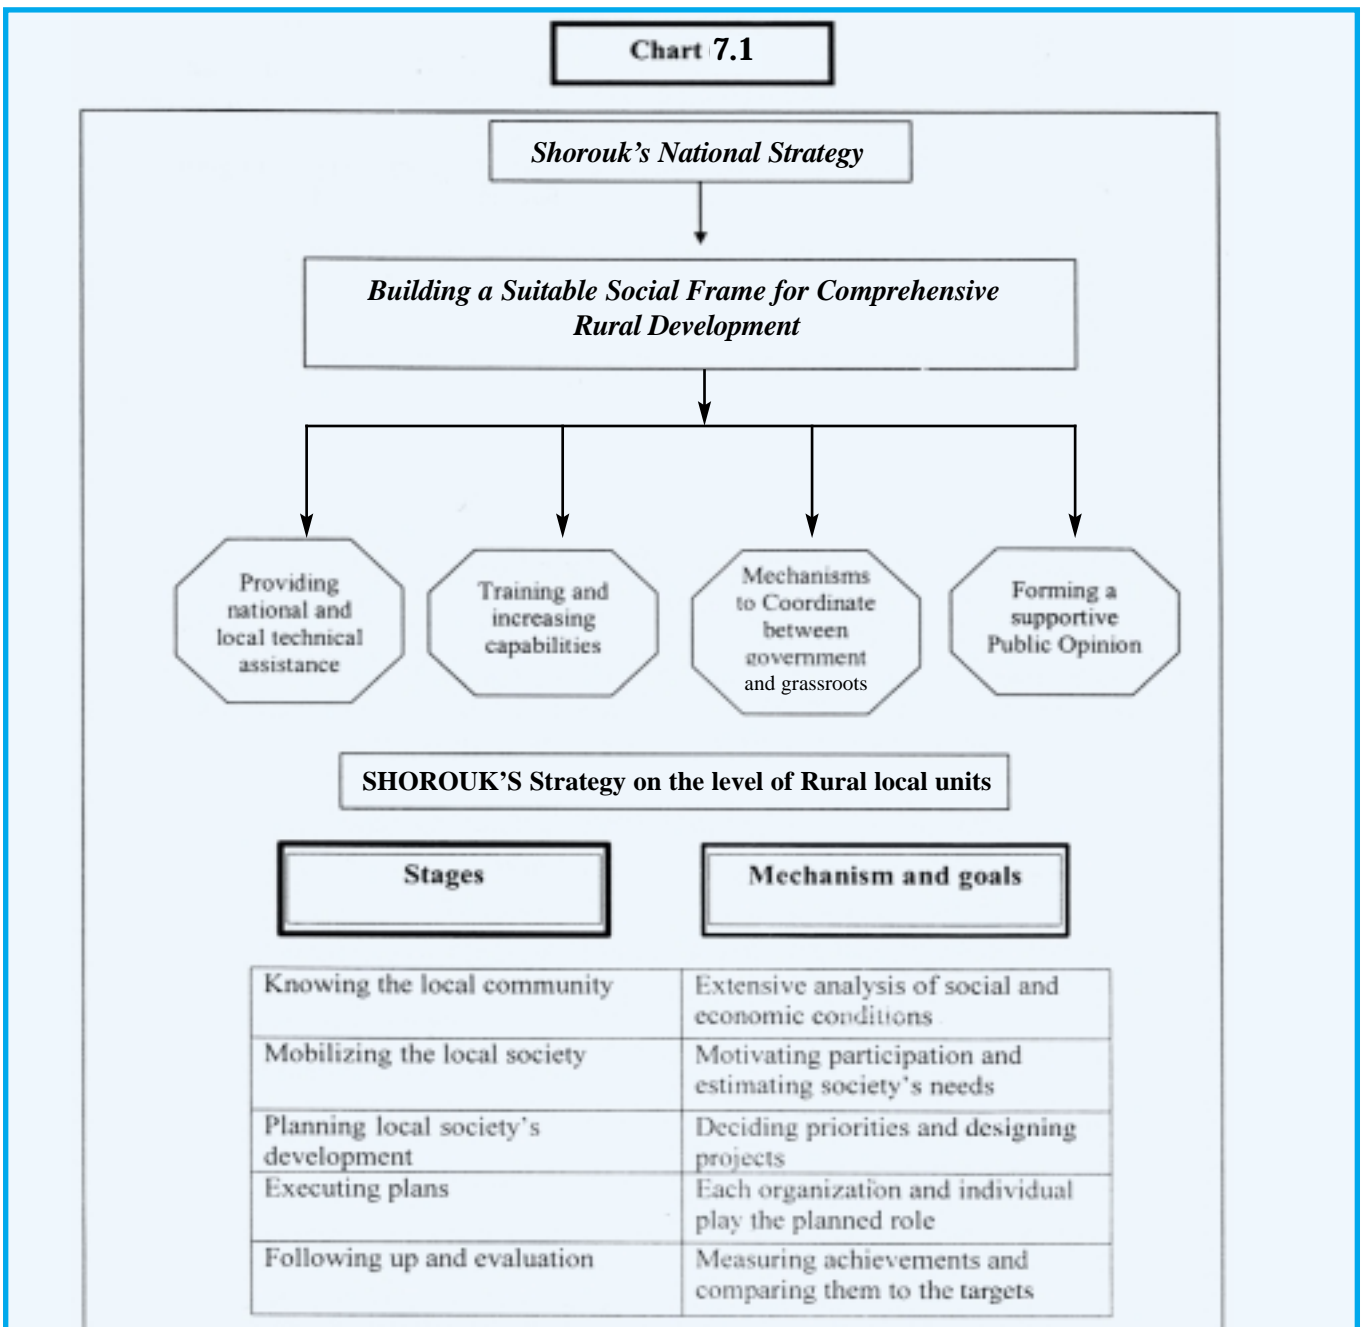 Chart 7.1
Shorouk's National Strategy
Building a Suitable Social Frame for Comprehensive
Rural Development
Providing
national and
local technical
assistance
Training and
increasing
capabilities
Mechanisms
to Coordinate
between
government
and grassroots
Forming a
supportive
Public Opinion
SHOROUK'S Strategy on the level of Rural local units
Stages
Mechanism and goals
Knowing the local community
Extensive analysis of social and
economic conditions
Mobilizing the local society
Motivating participation and
estimating society's needs
Planning local society's
development
Deciding priorities and designing
projects
Executing plans
Each organization and individual
play the planned role
Following up and evaluation
Measuring achievements and
comparing them to the targets